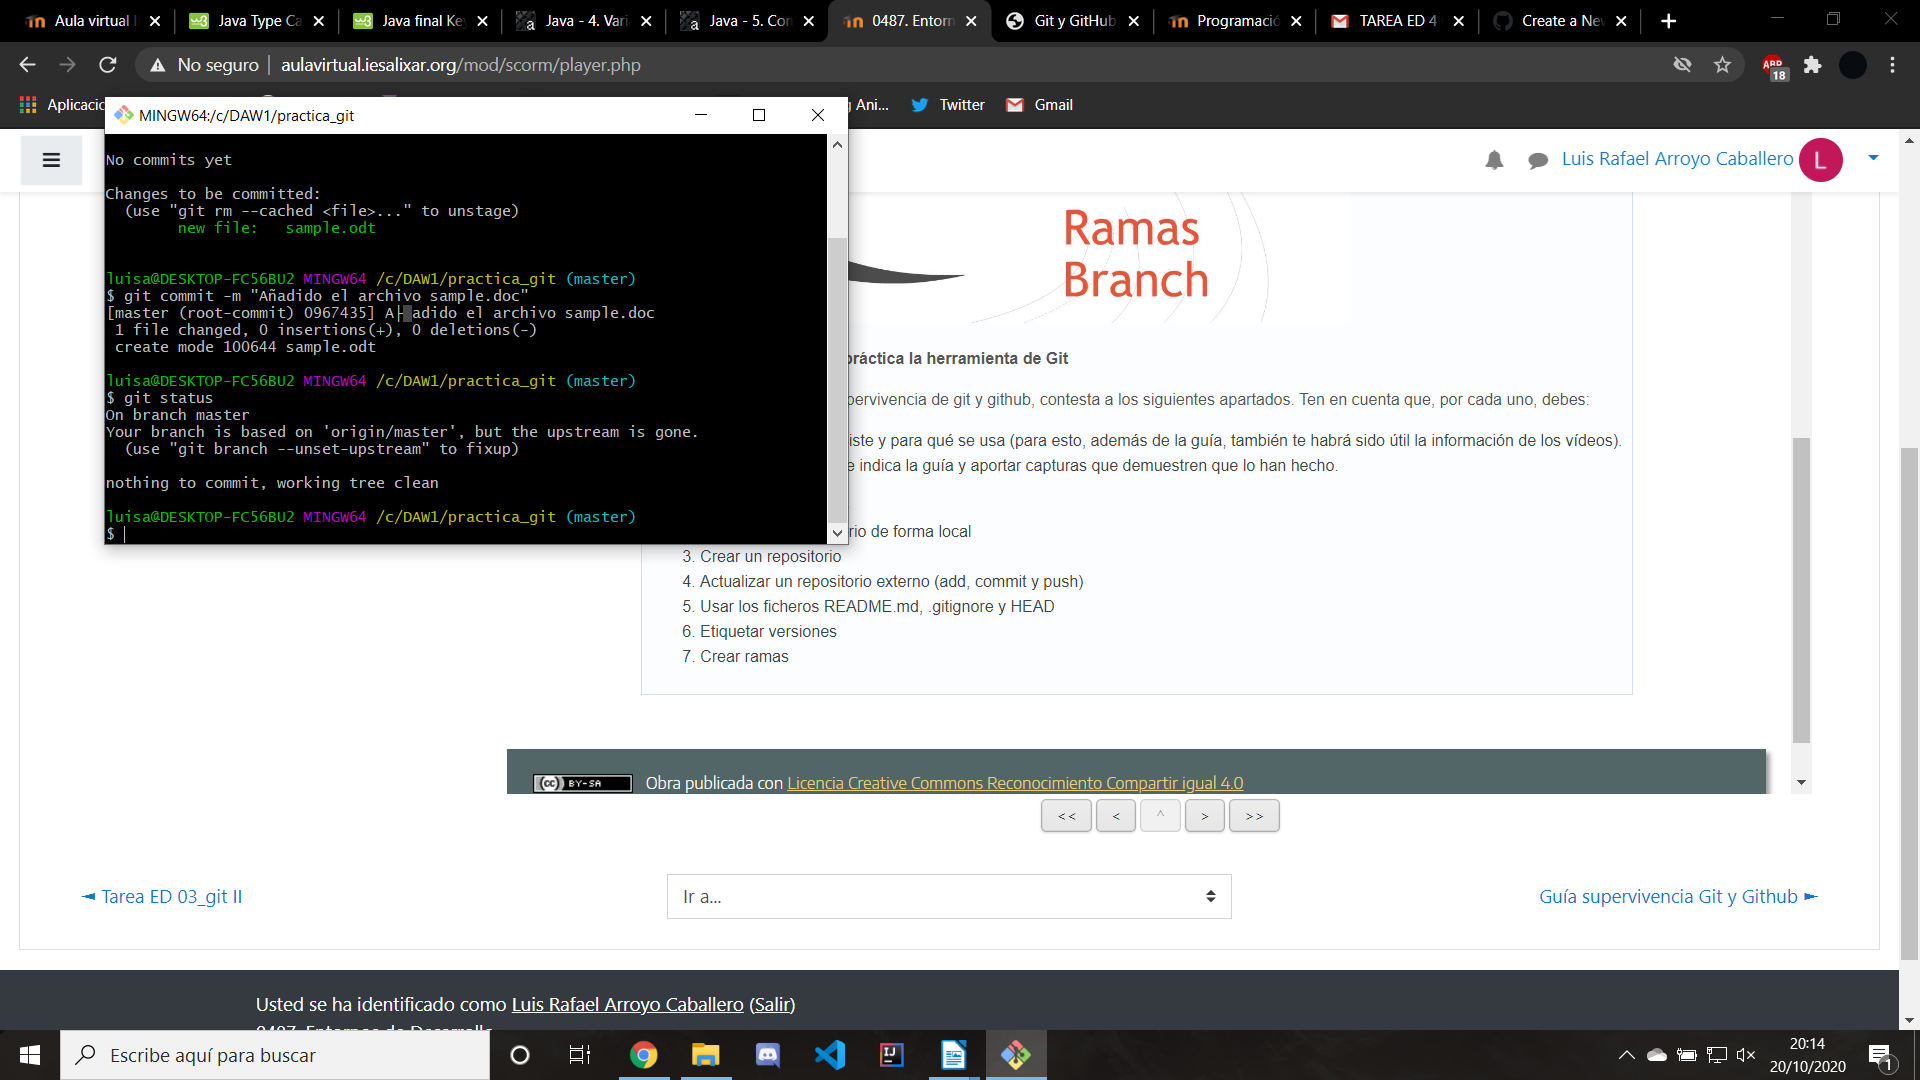 Aula virtual
Java Type Ca
Java final Key
Java - 4. Vari
Java - 5. Con
0487. Entorn
Git y GitHub
Programació
TAREA ED 4
Create a New
No seguro | aulavirtual.iesalixar.org/mod/scorm/player.php
ABP
18
Aplicacio
Ani...
Twitter
Gmail
MINGW64:/c/DAW1/practica_git
No commits yet
Changes to be committed:
(use "git rm --cached <file>..." to unstage)
new file: sample.odt
luisa@DESKTOP-FC56BU2 MINGW64 /c/DAW1/practica_git (master)
$ git commit -m "Añadido el archivo sample.doc"
[master (root-commit) 0967435] A adido el archivo sample.doc
1 file changed, 0 insertions(+), 0 deletions(-)
create mode 100644 sample.odt
luisa@DESKTOP-FC56BU2 MINGW64 /c/DAW1/practica_git (master)
$ git status
On branch master
Your branch is based on 'origin/master', but the upstream is gone.
(use "git branch --unset-upstream" to fixup)
nothing to commit, working tree clean
luisa@DESKTOP-FC56BU2 MINGW64 /c/DAW1/practica_git (master)
$
Luis Rafael Arroyo Caballero
L
Ramas
Branch
práctica la herramienta de Git
pervivencia de git y github, contesta a los siguientes apartados. Ten en cuenta que, por cada uno, debes:
iste y para qué se usa (para esto, además de la guía, también te habrá sido útil la información de los vídeos).
e indica la guía y aportar capturas que demuestren que lo han hecho.
rio de forma local
3. Crear un repositorio
4. Actualizar un repositorio externo (add, commit y push)
5. Usar los ficheros README.md, .gitignore y HEAD
6. Etiquetar versiones
7. Crear ramas
cc BY-SA
Obra publicada con Licencia Creative Commons Reconocimiento Compartir igual 4.0
<< < ^ > >>
◄ Tarea ED 03_git II
Ir a...
Guía supervivencia Git y Github ►
Usted se ha identificado como Luis Rafael Arroyo Caballero (Salir)
0487. Entornos de Desarrollo
Escribe aquí para buscar
IJ
20:14
20/10/2020
1